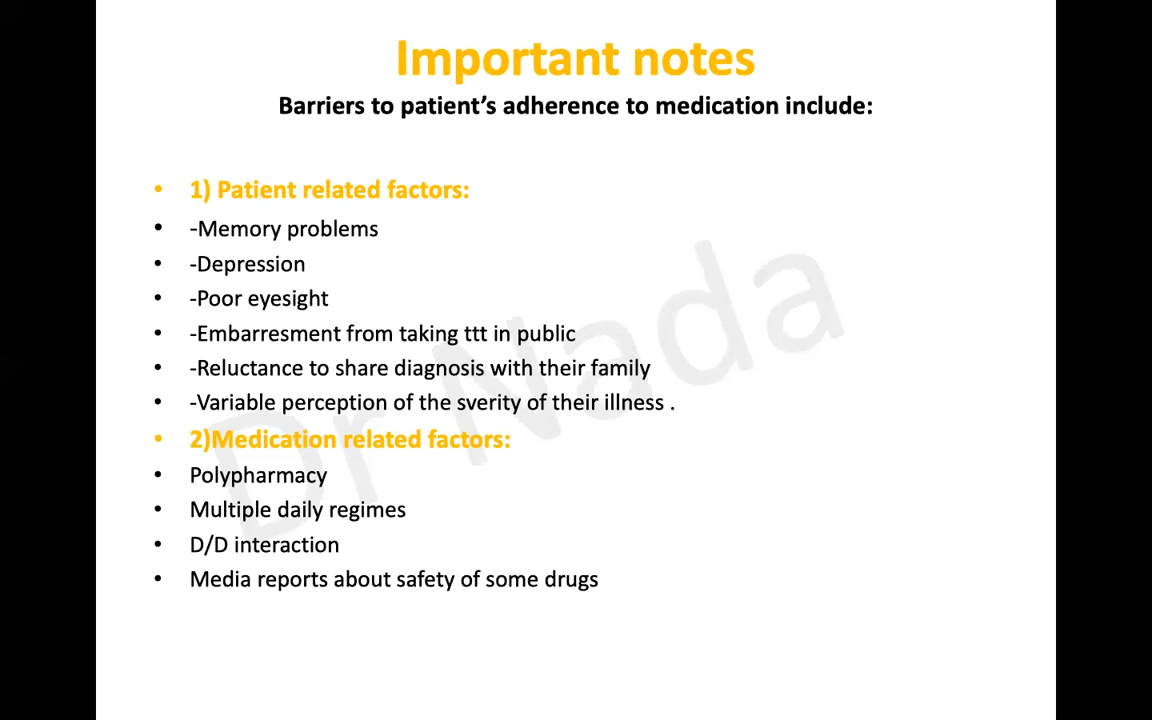 Important notes
Barriers to patient’s adherence to medication include:
• 1) Patient related factors:
• -Memory problems
• -Depression
• -Poor eyesight
• -Embarresment from taking ttt in public
• -Reluctance to share diagnosis with their family
• -Variable perception of the sverity of their illness .
• 2)Medication related factors:
• Polypharmacy
• Multiple daily regimes
• D/D interaction
• Media reports about safety of some drugs
Dr Nada